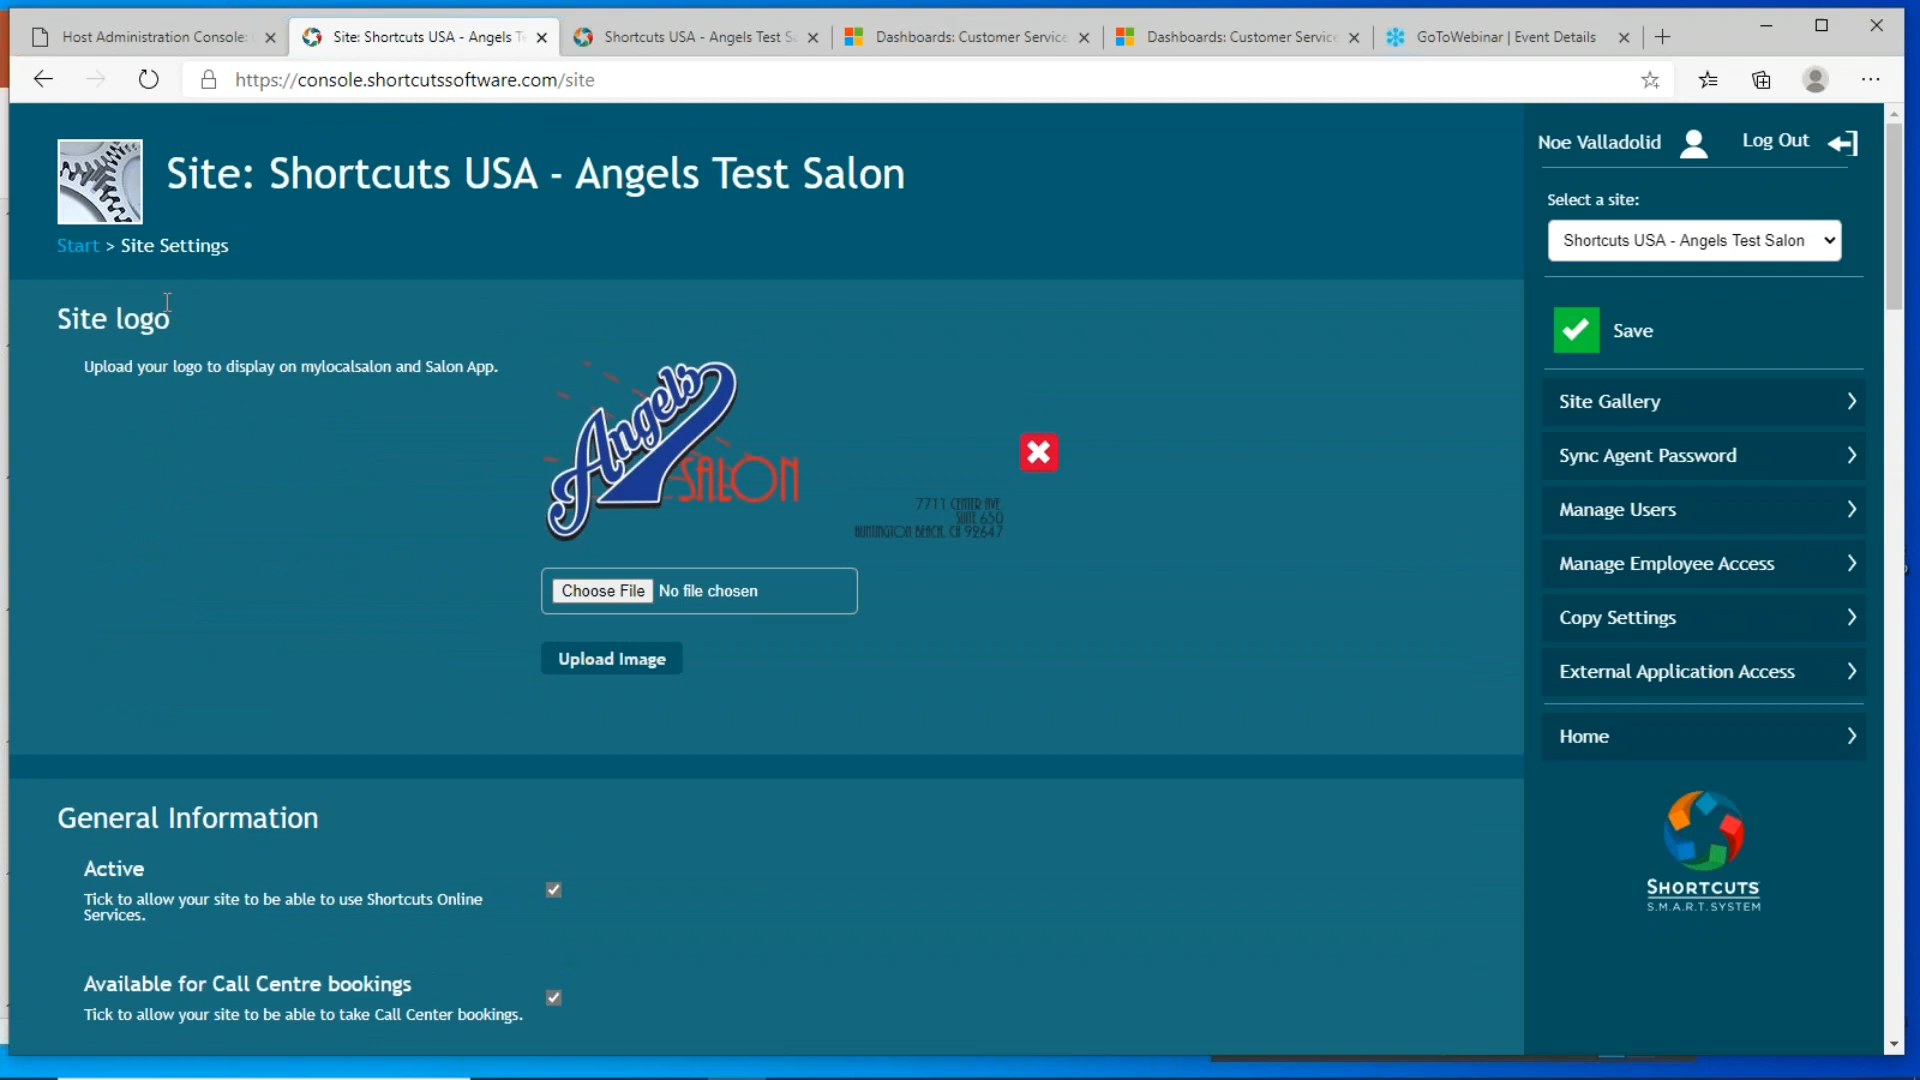 Host Administration Console:
Site: Shortcuts USA - Angels
Shortcuts USA - Angels Test S
Dashboards: Customer Service
Dashboards: Customer Service
GoToWebinar | Event Details
https://console.shortcutssoftware.com/site
Site: Shortcuts USA - Angels Test Salon
Start > Site Settings
Noe Valladolid
Log Out
Select a site:
Shortcuts USA - Angels Test Salon
Site logo
Upload your logo to display on mylocalsalon and Salon App.
Angels
SALON
7711 CENTER AVE.
SUITE 650
HUNTINGTON BEACH, CA 92647
Choose File No file chosen
Upload Image
Save
Site Gallery
Sync Agent Password
Manage Users
Manage Employee Access
Copy Settings
External Application Access
Home
SHORTCUTS
S.M.A.R.T. SYSTEM
General Information
Active
Tick to allow your site to be able to use Shortcuts Online
Services.
Available for Call Centre bookings
Tick to allow your site to be able to take Call Center bookings.